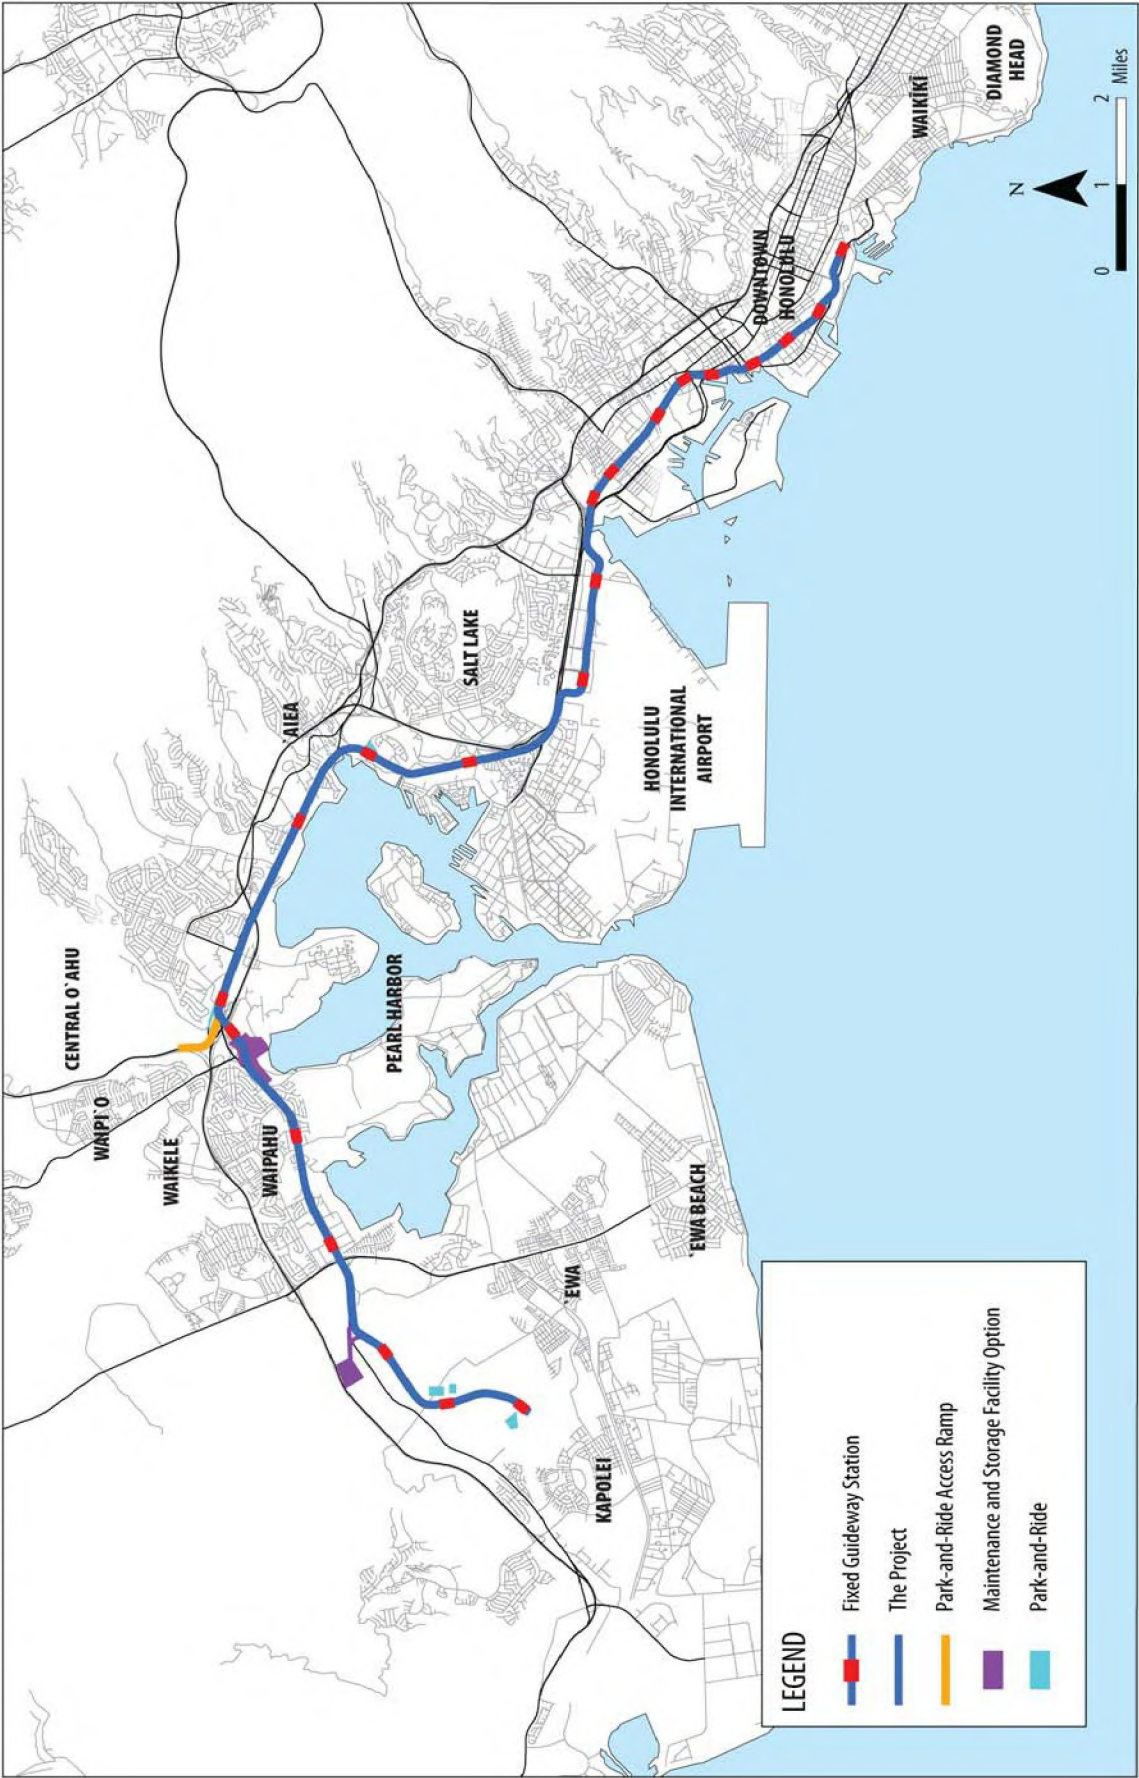 CENTRAL O`AHU
WAIPI`O
WAIKELE
WAIPAHU
`AIEA
SALT LAKE
PEARL HARBOR
HONOLULU
INTERNATIONAL
AIRPORT
DOWNTOWN
HONOLULU
WAIKĪKĪ
DIAMOND
HEAD
`EWA
`EWA BEACH
KAPOLEI
N
0 1 2
Miles
LEGEND
Fixed Guideway Station
The Project
Park-and-Ride Access Ramp
Maintenance and Storage Facility Option
Park-and-Ride